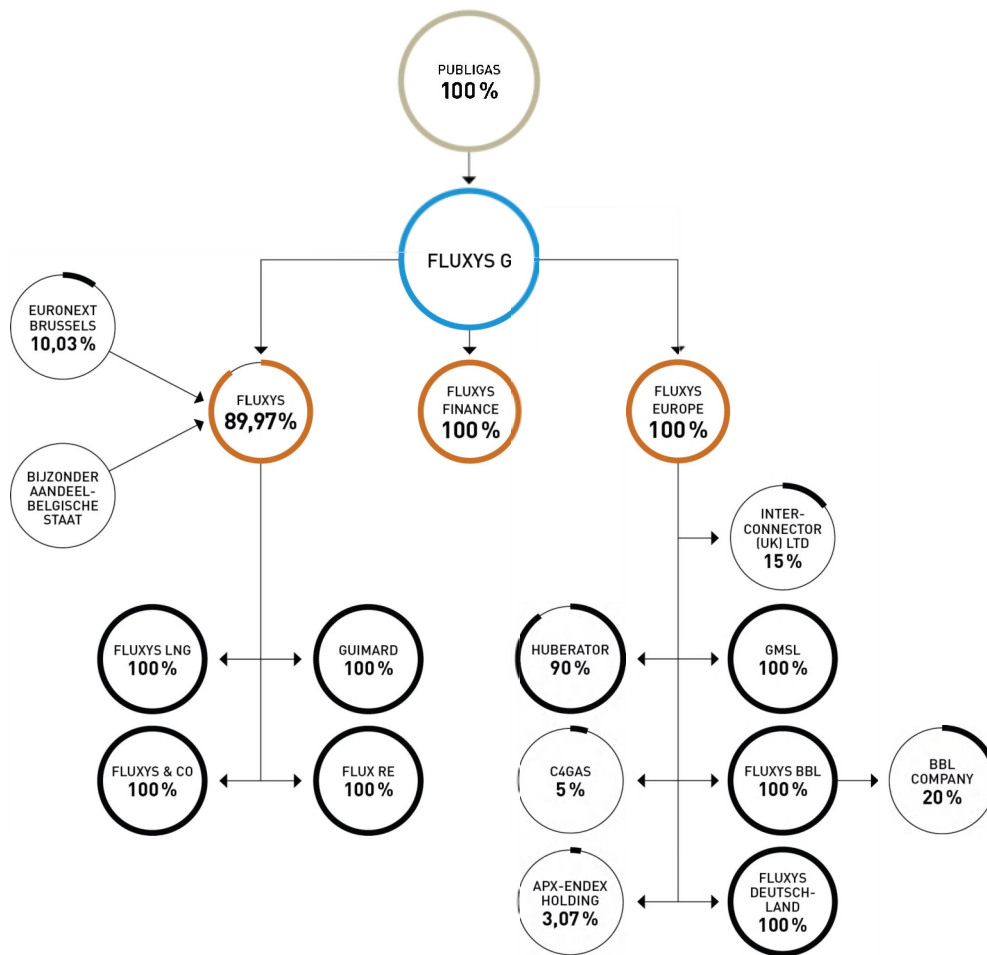 PUBLIGAS
100 %
FLUXYS G
EURONEXT
BRUSSELS
10,03 %
FLUXYS
89,97%
FLUXYS
FINANCE
100 %
FLUXYS
EUROPE
100 %
BIJZONDER
AANDEEL-
BELGISCHE
STAAT
INTER-
CONNECTOR
(UK) LTD
15 %
FLUXYS LNG
100 %
GUIMARD
100 %
HUBERATOR
90 %
GMSL
100 %
FLUXYS & CO
100 %
FLUX RE
100 %
C4GAS
5 %
FLUXYS BBL
100 %
BBL
COMPANY
20 %
APX-ENDEX
HOLDING
3,07 %
FLUXYS
DEUTSCH-
LAND
100 %